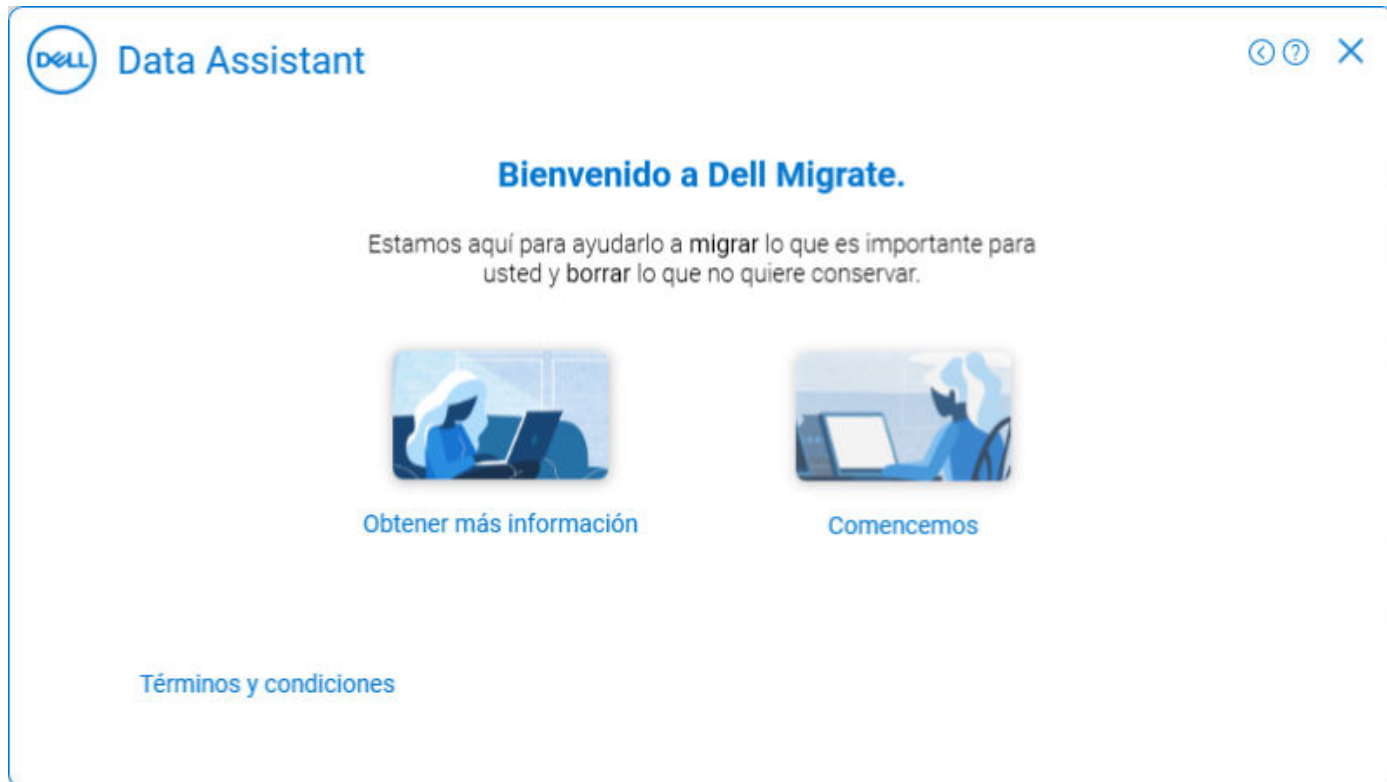 DELL
Data Assistant
?
Bienvenido a Dell Migrate.
Estamos aquí para ayudarlo a migrar lo que es importante para
usted y borrar lo que no quiere conservar.
Obtener más información
Comencemos
Términos y condiciones